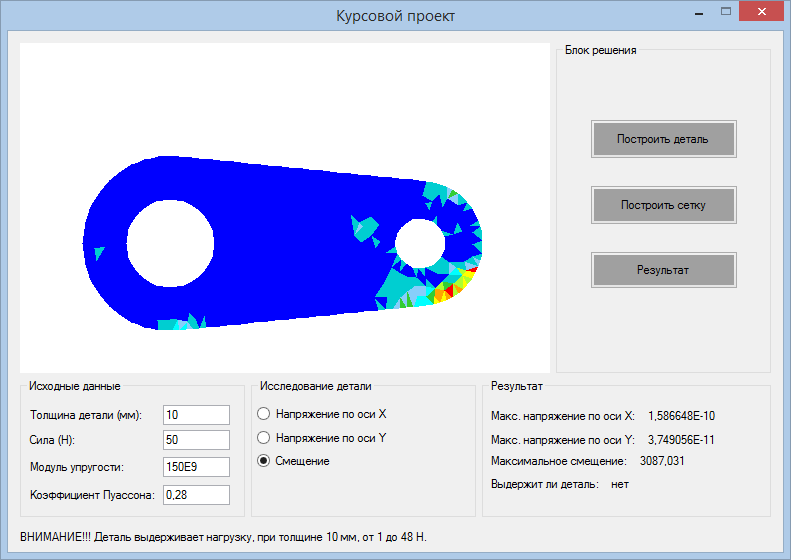 Курсовой проект
Блок решения
Построить деталь
Построить сетку
Результат
Исходные данные
Толщина детали (мм): 10
Сила (Н): 50
Модуль упругости: 150E9
Коэффициент Пуассона: 0,28
Исследование детали
Напряжение по оси X
Напряжение по оси Y
Смещение
Результат
Макс. напряжение по оси X: 1,586648E-10
Макс. напряжение по оси Y: 3,749056E-11
Максимальное смещение: 3087,031
Выдержит ли деталь: нет
ВНИМАНИЕ!!! Деталь выдерживает нагрузку, при толщине 10 мм, от 1 до 48 Н.